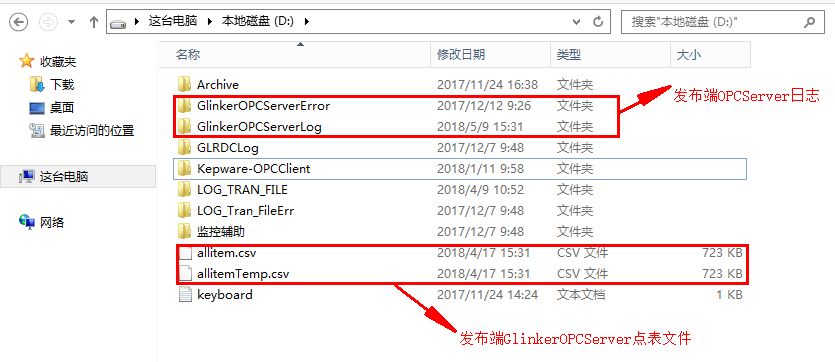 这台电脑 本地磁盘 (D:) 搜索"本地磁盘 (D:)"
名称 修改日期 类型 大小
收藏夹
下载
桌面
最近访问的位置
这台电脑
网络
Archive 2017/11/24 16:38 文件夹
GlinkerOPCServerError 2017/12/12 9:26 文件夹
GlinkerOPCServerLog 2018/5/9 15:31 文件夹
GLRDCLog 2017/12/7 9:48 文件夹
Kepware-OPCClient 2018/1/11 9:58 文件夹
LOG_TRAN_FILE 2018/4/9 10:52 文件夹
LOG_Tran_FileErr 2017/12/7 9:48 文件夹
监控辅助 2017/12/7 9:48 文件夹
allitem.csv 2018/4/17 15:31 CSV 文件 723 KB
allitemTemp.csv 2018/4/17 15:31 CSV 文件 723 KB
keyboard 2017/11/24 14:24 文本文档 1 KB
发布端OPCServer日志
发布端GlinkerOPCServer点表文件